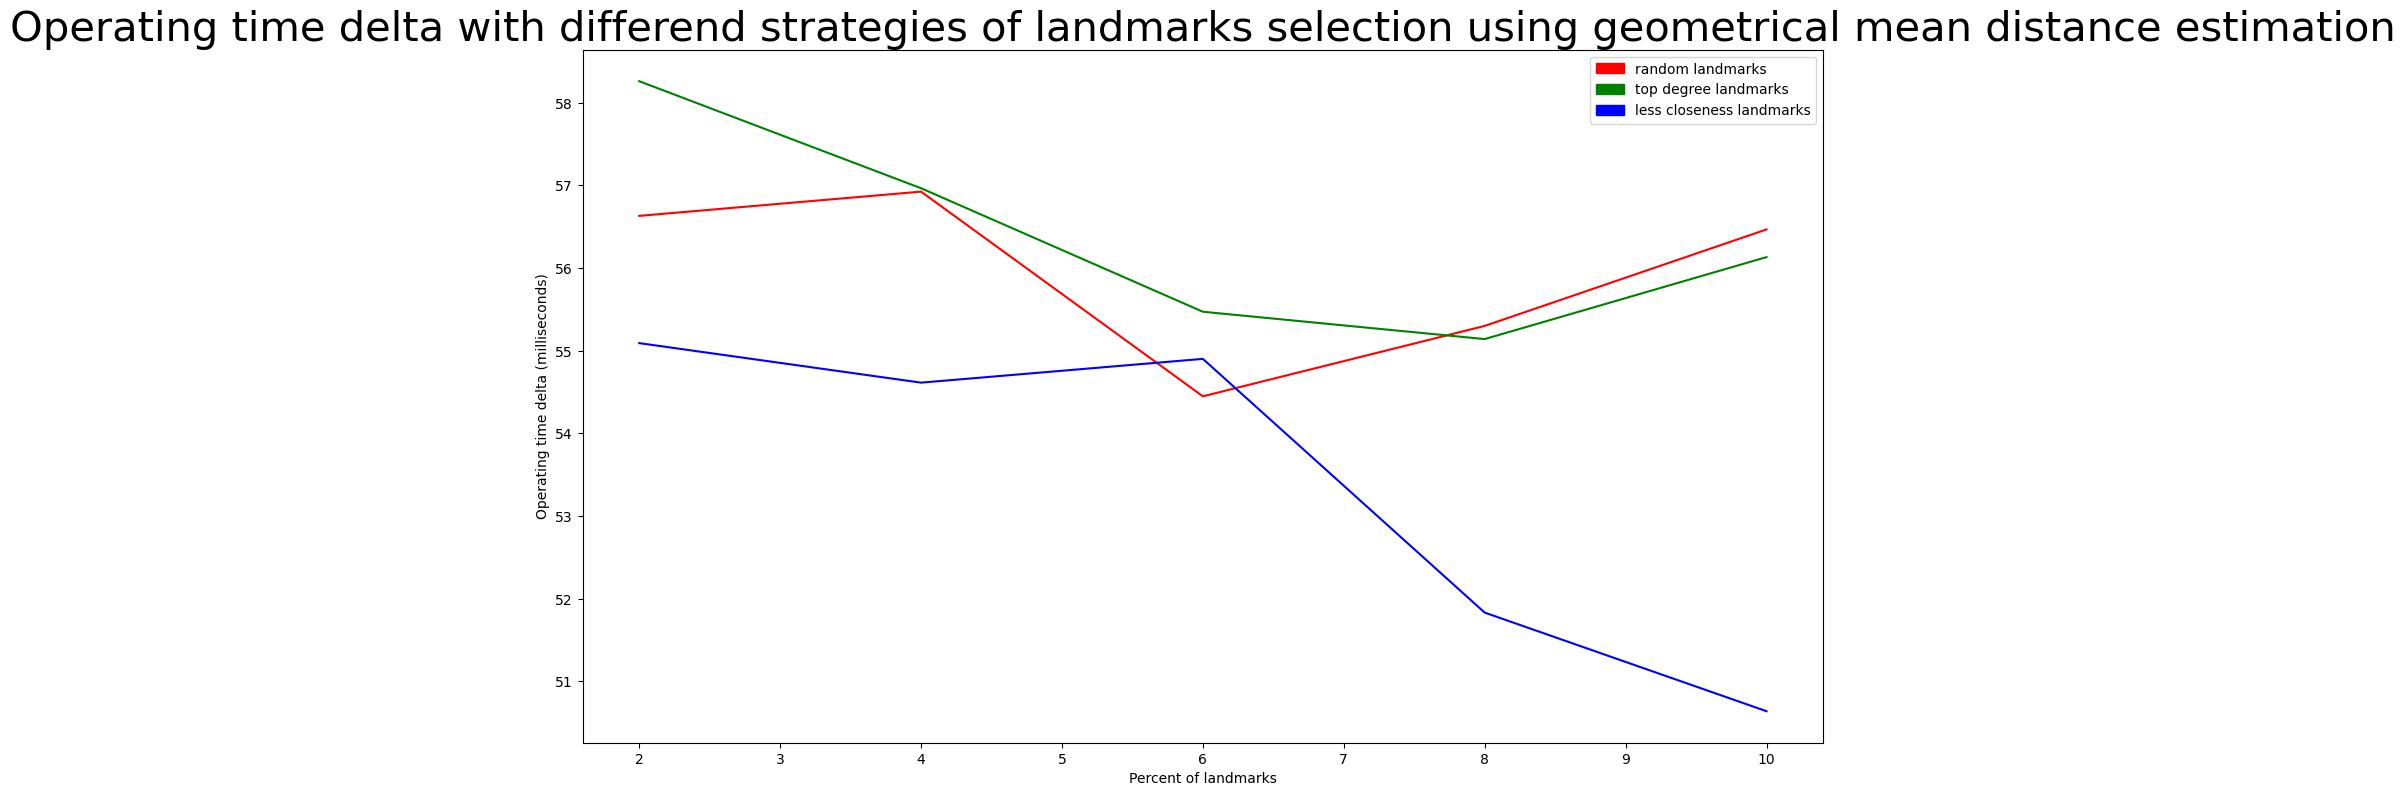 Operating time delta with differend strategies of landmarks selection using geometrical mean distance estimation
random landmarks
top degree landmarks
less closeness landmarks
58
57
56
55
54
53
52
51
Operating time delta (milliseconds)
2 3 4 5 6 7 8 9 10
Percent of landmarks